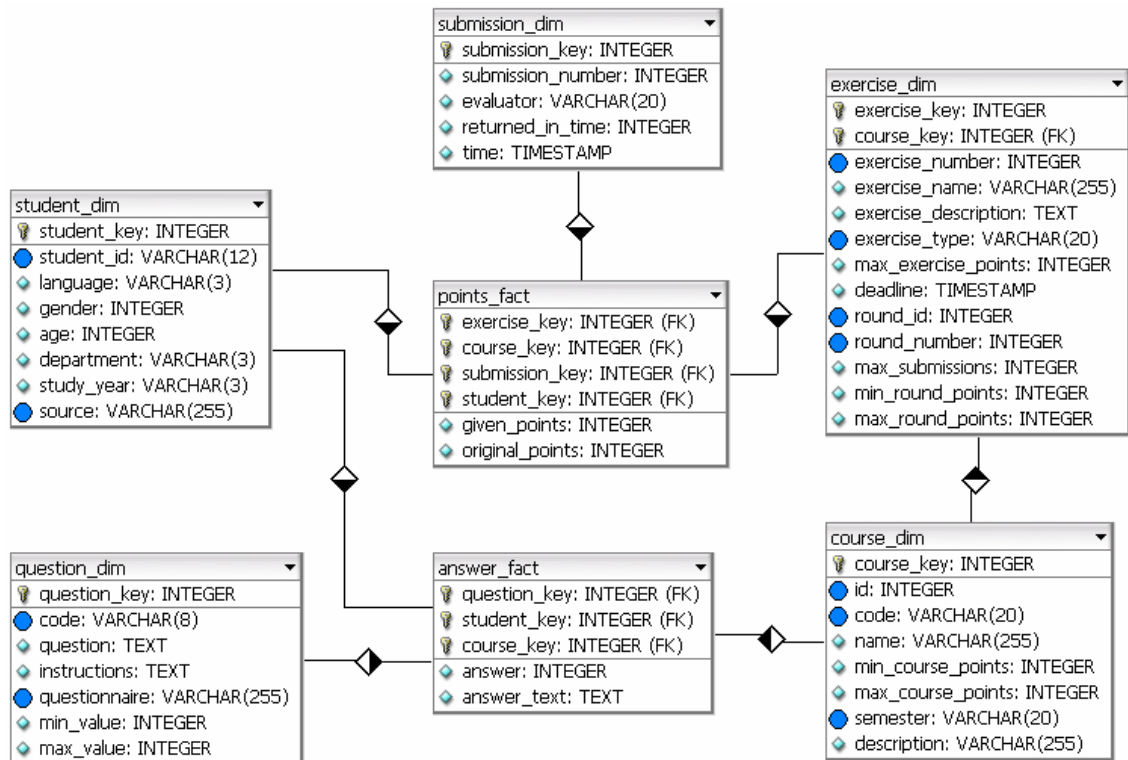 submission_dim
submission_key: INTEGER
submission_number: INTEGER
evaluator: VARCHAR(20)
returned_in_time: INTEGER
time: TIMESTAMP
exercise_dim
exercise_key: INTEGER
course_key: INTEGER (FK)
exercise_number: INTEGER
exercise_name: VARCHAR(255)
exercise_description: TEXT
exercise_type: VARCHAR(20)
max_exercise_points: INTEGER
deadline: TIMESTAMP
round_id: INTEGER
round_number: INTEGER
max_submissions: INTEGER
min_round_points: INTEGER
max_round_points: INTEGER
student_dim
student_key: INTEGER
student_id: VARCHAR(12)
language: VARCHAR(3)
gender: INTEGER
age: INTEGER
department: VARCHAR(3)
study_year: VARCHAR(3)
source: VARCHAR(255)
points_fact
exercise_key: INTEGER (FK)
course_key: INTEGER (FK)
submission_key: INTEGER (FK)
student_key: INTEGER (FK)
given_points: INTEGER
original_points: INTEGER
question_dim
question_key: INTEGER
code: VARCHAR(8)
question: TEXT
instructions: TEXT
questionnaire: VARCHAR(255)
min_value: INTEGER
max_value: INTEGER
answer_fact
question_key: INTEGER (FK)
student_key: INTEGER (FK)
course_key: INTEGER (FK)
answer: INTEGER
answer_text: TEXT
course_dim
course_key: INTEGER
id: INTEGER
code: VARCHAR(20)
name: VARCHAR(255)
min_course_points: INTEGER
max_course_points: INTEGER
semester: VARCHAR(20)
description: VARCHAR(255)